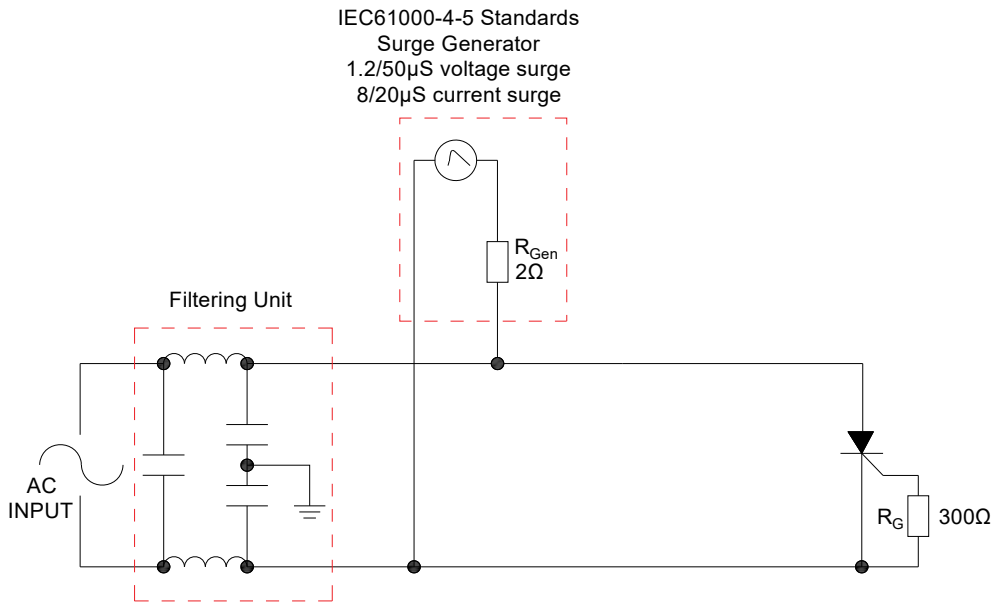 IEC61000-4-5 Standards
Surge Generator
1.2/50μS voltage surge
8/20μS current surge
RGen
2Ω
Filtering Unit
AC
INPUT
RG 300Ω